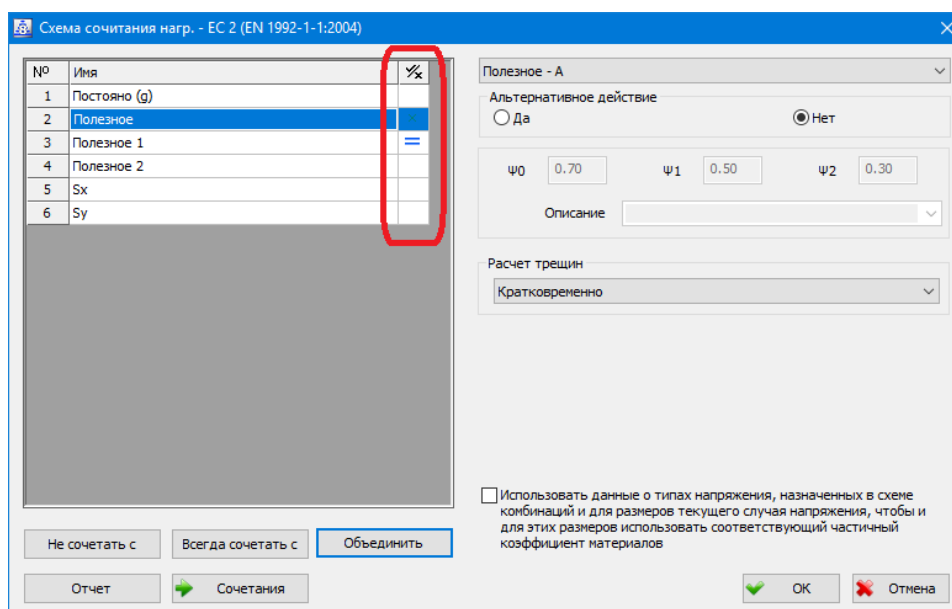 Схема сочитания нагр. - EC 2 (EN 1992-1-1:2004)
№ Имя
1 Постояно (g)
2 Полезное
3 Полезное 1
4 Полезное 2
5 Sx
6 Sy
Полезное - A
Альтернативное действие
Да Нет
Ψ0 0.70 Ψ1 0.50 Ψ2 0.30
Описание
Расчет трещин
Кратковременно
Использовать данные о типах напряжения, назначенных в схеме
комбинаций и для размеров текущего случая напряжения, чтобы и
для этих размеров использовать соответствующий частичный
коэффициент материалов
Не сочетать с Всегда сочетать с Объединить
Отчет Сочетания OK Отмена